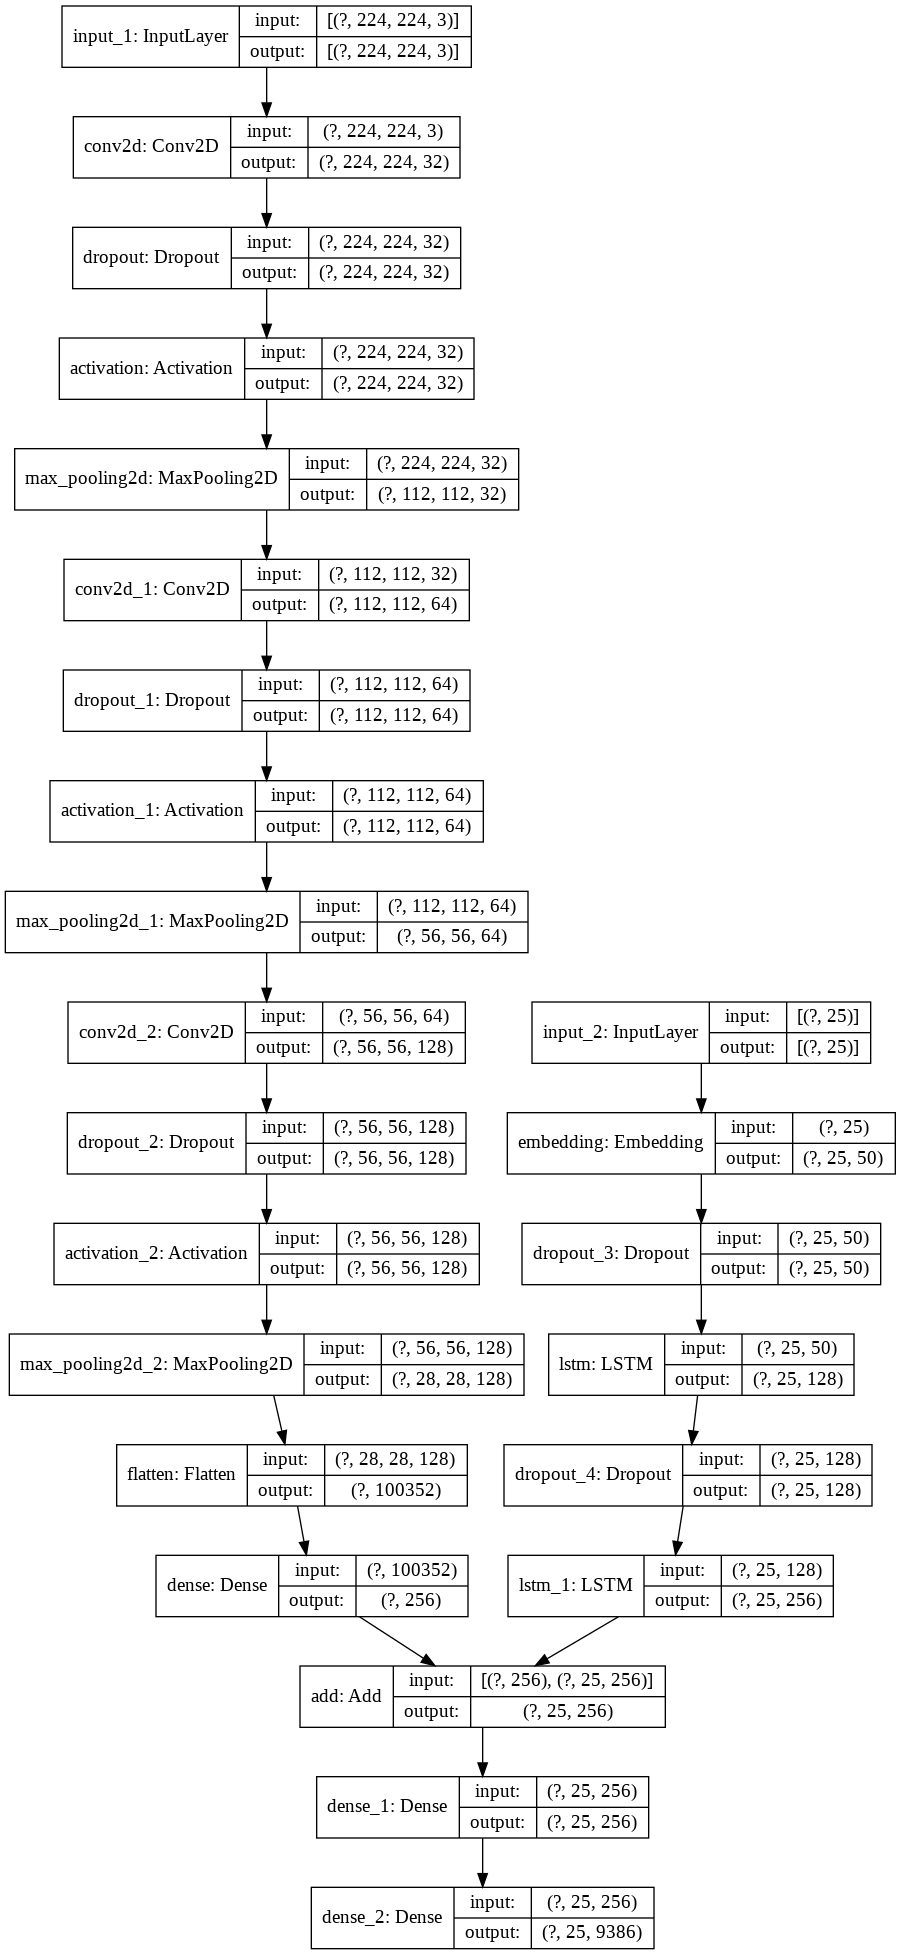 input_1: InputLayer
input: [(?, 224, 224, 3)]
output: [(?, 224, 224, 3)]
conv2d: Conv2D
input: (?, 224, 224, 3)
output: (?, 224, 224, 32)
dropout: Dropout
input: (?, 224, 224, 32)
output: (?, 224, 224, 32)
activation: Activation
input: (?, 224, 224, 32)
output: (?, 224, 224, 32)
max_pooling2d: MaxPooling2D
input: (?, 224, 224, 32)
output: (?, 112, 112, 32)
conv2d_1: Conv2D
input: (?, 112, 112, 32)
output: (?, 112, 112, 64)
dropout_1: Dropout
input: (?, 112, 112, 64)
output: (?, 112, 112, 64)
activation_1: Activation
input: (?, 112, 112, 64)
output: (?, 112, 112, 64)
max_pooling2d_1: MaxPooling2D
input: (?, 112, 112, 64)
output: (?, 56, 56, 64)
conv2d_2: Conv2D
input: (?, 56, 56, 64)
output: (?, 56, 56, 128)
input_2: InputLayer
input: [(?, 25)]
output: [(?, 25)]
dropout_2: Dropout
input: (?, 56, 56, 128)
output: (?, 56, 56, 128)
embedding: Embedding
input: (?, 25)
output: (?, 25, 50)
activation_2: Activation
input: (?, 56, 56, 128)
output: (?, 56, 56, 128)
dropout_3: Dropout
input: (?, 25, 50)
output: (?, 25, 50)
max_pooling2d_2: MaxPooling2D
input: (?, 56, 56, 128)
output: (?, 28, 28, 128)
lstm: LSTM
input: (?, 25, 50)
output: (?, 25, 128)
flatten: Flatten
input: (?, 28, 28, 128)
output: (?, 100352)
dropout_4: Dropout
input: (?, 25, 128)
output: (?, 25, 128)
dense: Dense
input: (?, 100352)
output: (?, 256)
lstm_1: LSTM
input: (?, 25, 128)
output: (?, 25, 256)
add: Add
input: [(?, 256), (?, 25, 256)]
output: (?, 25, 256)
dense_1: Dense
input: (?, 25, 256)
output: (?, 25, 256)
dense_2: Dense
input: (?, 25, 256)
output: (?, 25, 9386)